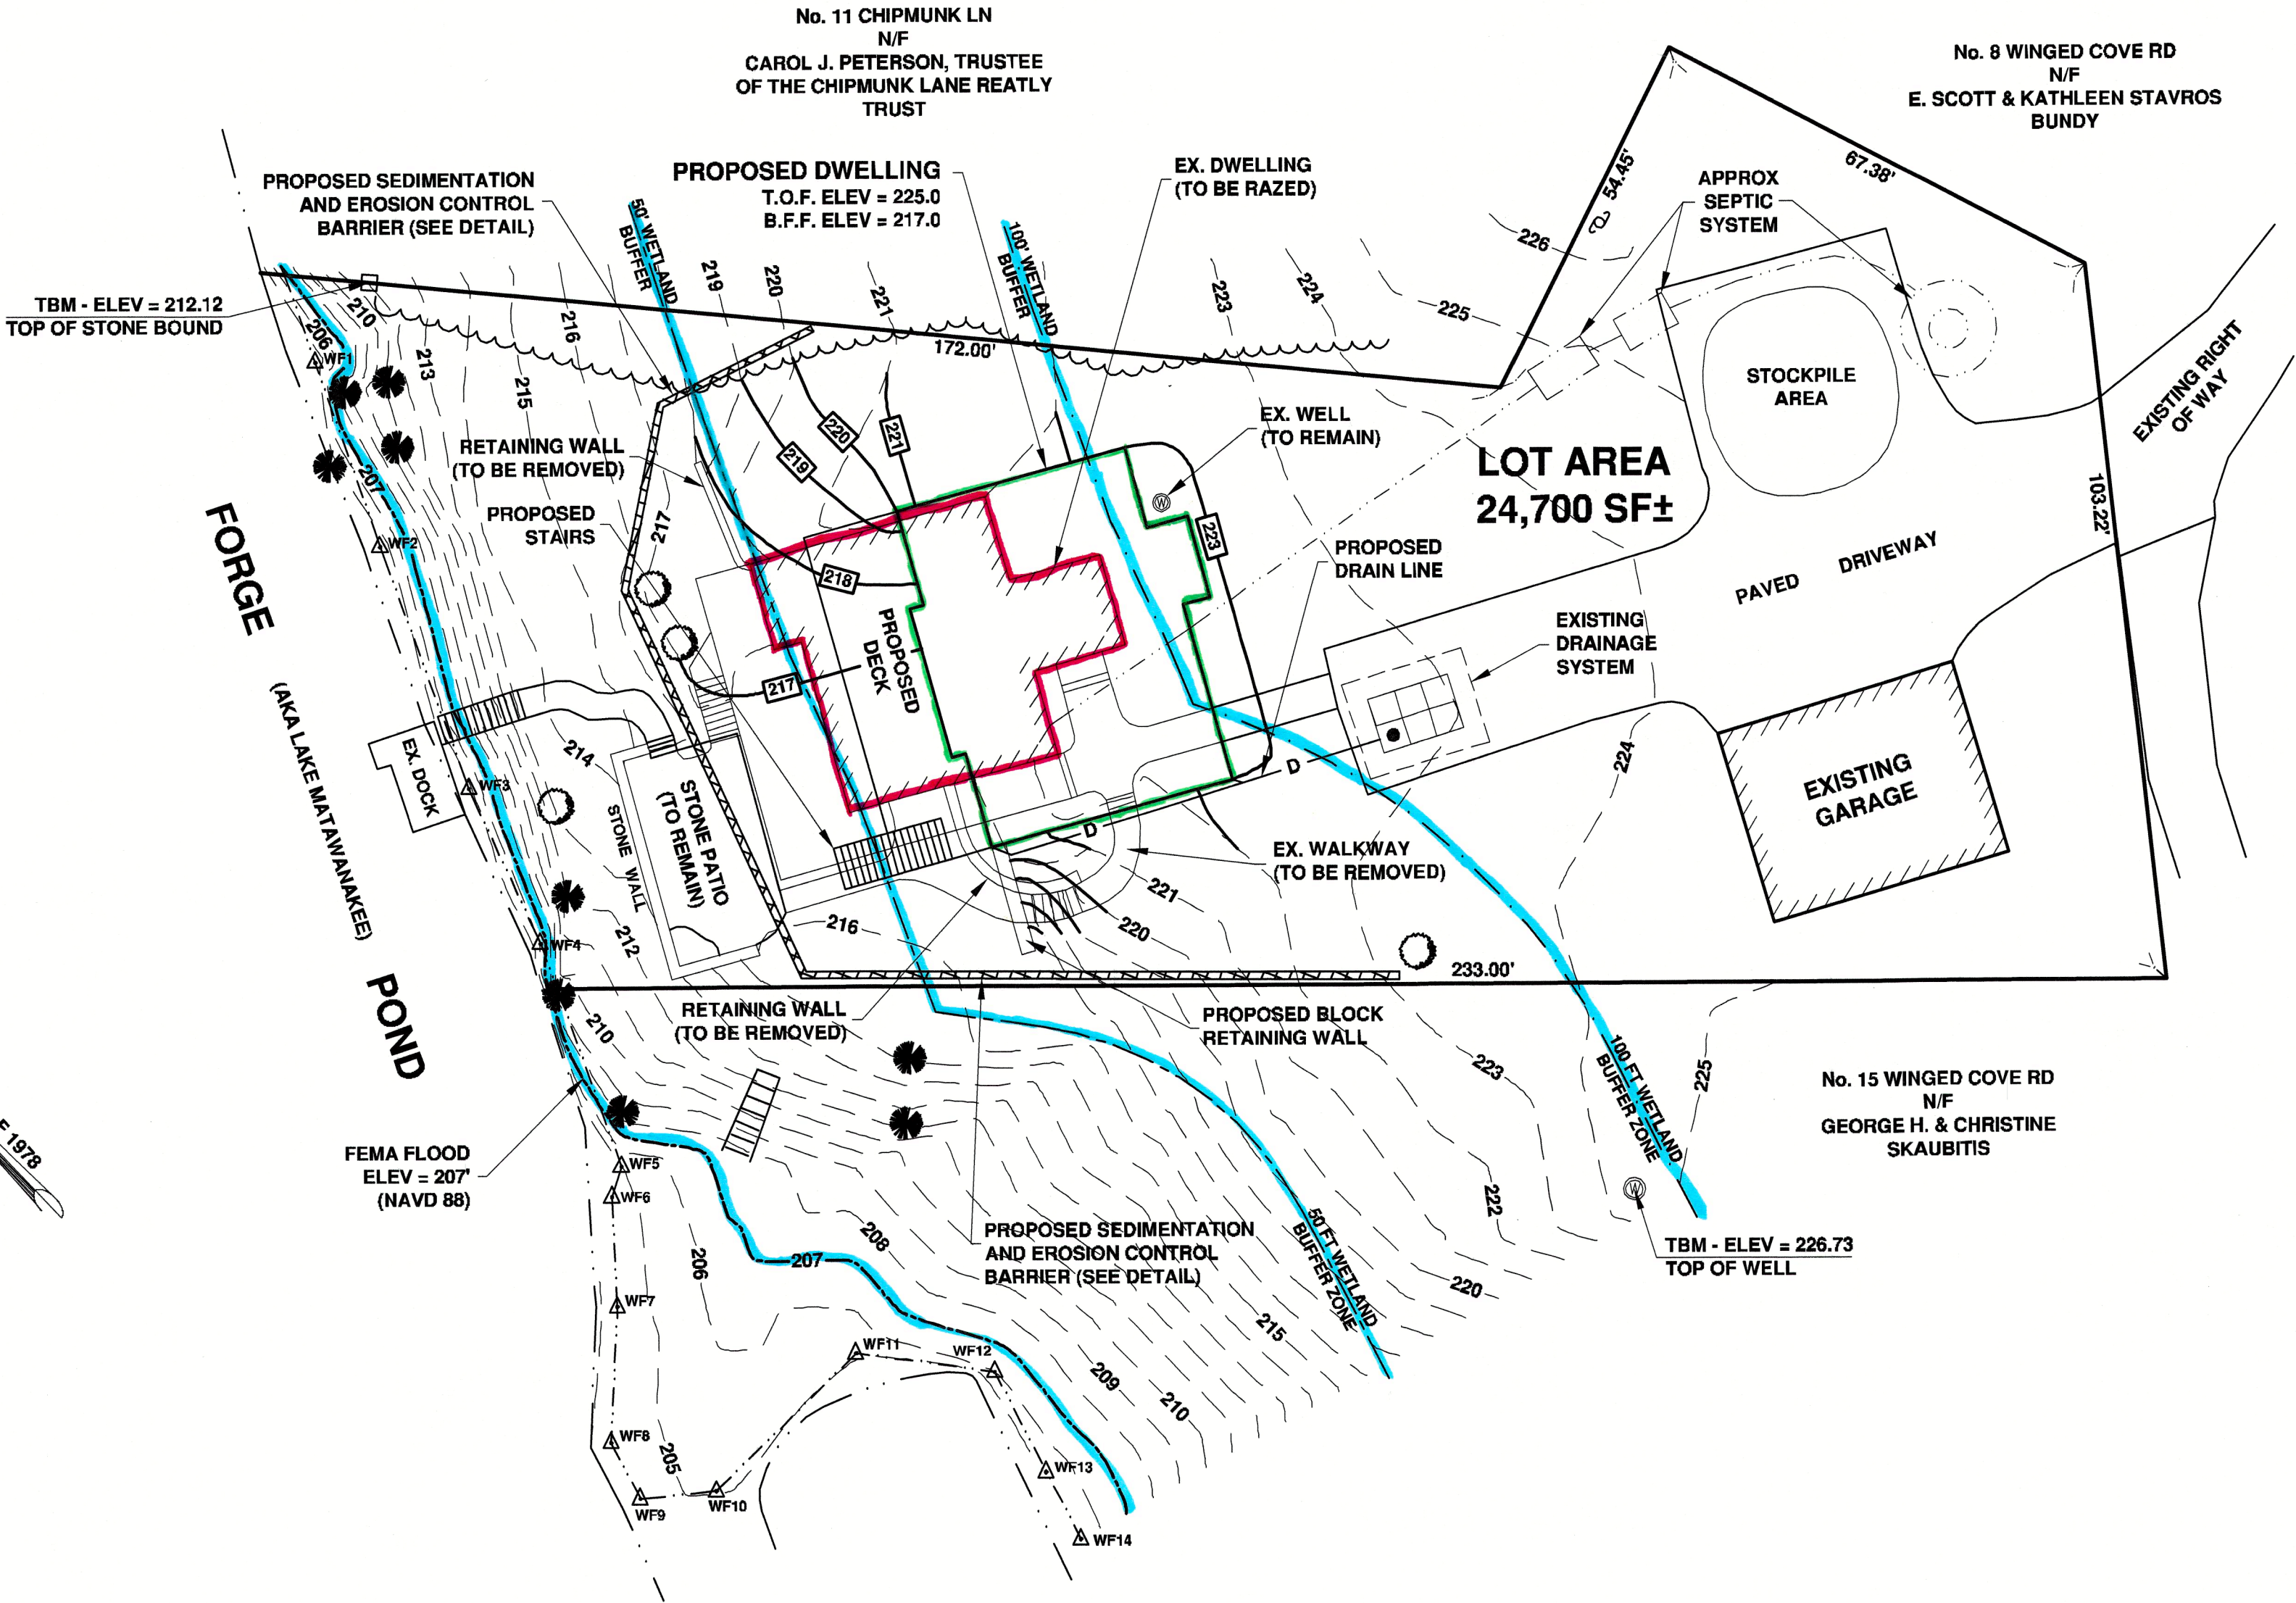 No. 11 CHIPMUNK LN
N/F
CAROL J. PETERSON, TRUSTEE
OF THE CHIPMUNK LANE REATLY
TRUST
No. 8 WINGED COVE RD
N/F
E. SCOTT & KATHLEEN STAVROS
BUNDY
PROPOSED SEDIMENTATION
AND EROSION CONTROL
BARRIER (SEE DETAIL)
PROPOSED DWELLING
T.O.F. ELEV = 225.0
B.F.F. ELEV = 217.0
EX. DWELLING
(TO BE RAZED)
APPROX
SEPTIC
SYSTEM
54.45'
67.38'
50' WETLAND
BUFFER
100' WETLAND
BUFFER
TBM - ELEV = 212.12
TOP OF STONE BOUND
206
210
213
215
216
219
220
221
223
224
225
226
172.00'
WF1
STOCKPILE
AREA
EXISTING RIGHT
OF WAY
RETAINING WALL
(TO BE REMOVED)
219
220
221
EX. WELL
(TO REMAIN)
W
LOT AREA
24,700 SF±
103.22'
207
WF2
PROPOSED
STAIRS
217
218
223
PROPOSED
DRAIN LINE
PAVED DRIVEWAY
FORGE
(AKA LAKE MATAWANAKEE)
POND
217
PROPOSED
DECK
EXISTING
DRAINAGE
SYSTEM
EX. DOCK
WF3
214
STONE WALL
STONE PATIO
(TO REMAIN)
D
D
224
EXISTING
GARAGE
EX. WALKWAY
(TO BE REMOVED)
WF4
212
216
221
220
233.00'
RETAINING WALL
(TO BE REMOVED)
PROPOSED BLOCK
RETAINING WALL
210
223
225
100 FT WETLAND
BUFFER ZONE
No. 15 WINGED COVE RD
N/F
GEORGE H. & CHRISTINE
SKAUBITIS
F 1978
FEMA FLOOD
ELEV = 207'
(NAVD 88)
WF5
WF6
222
W
TBM - ELEV = 226.73
TOP OF WELL
PROPOSED SEDIMENTATION
AND EROSION CONTROL
BARRIER (SEE DETAIL)
50 FT WETLAND
BUFFER ZONE
206
207
208
220
215
WF7
WF11
WF12
209
210
WF8
205
WF9
WF10
WF13
WF14